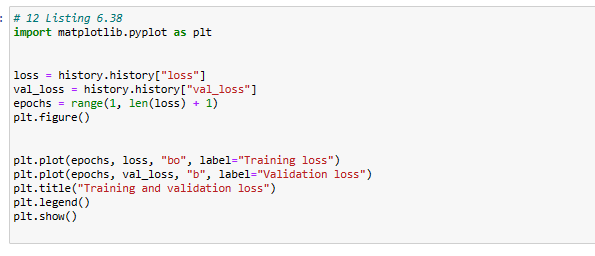 # 12 Listing 6.38
import matplotlib.pyplot as plt
loss = history.history["loss"]
val_loss = history.history["val_loss"]
epochs = range(1, len(loss) + 1)
plt.figure()
plt.plot(epochs, loss, "bo", label="Training loss")
plt.plot(epochs, val_loss, "b", label="Validation loss")
plt.title("Training and validation loss")
plt.legend()
plt.show()